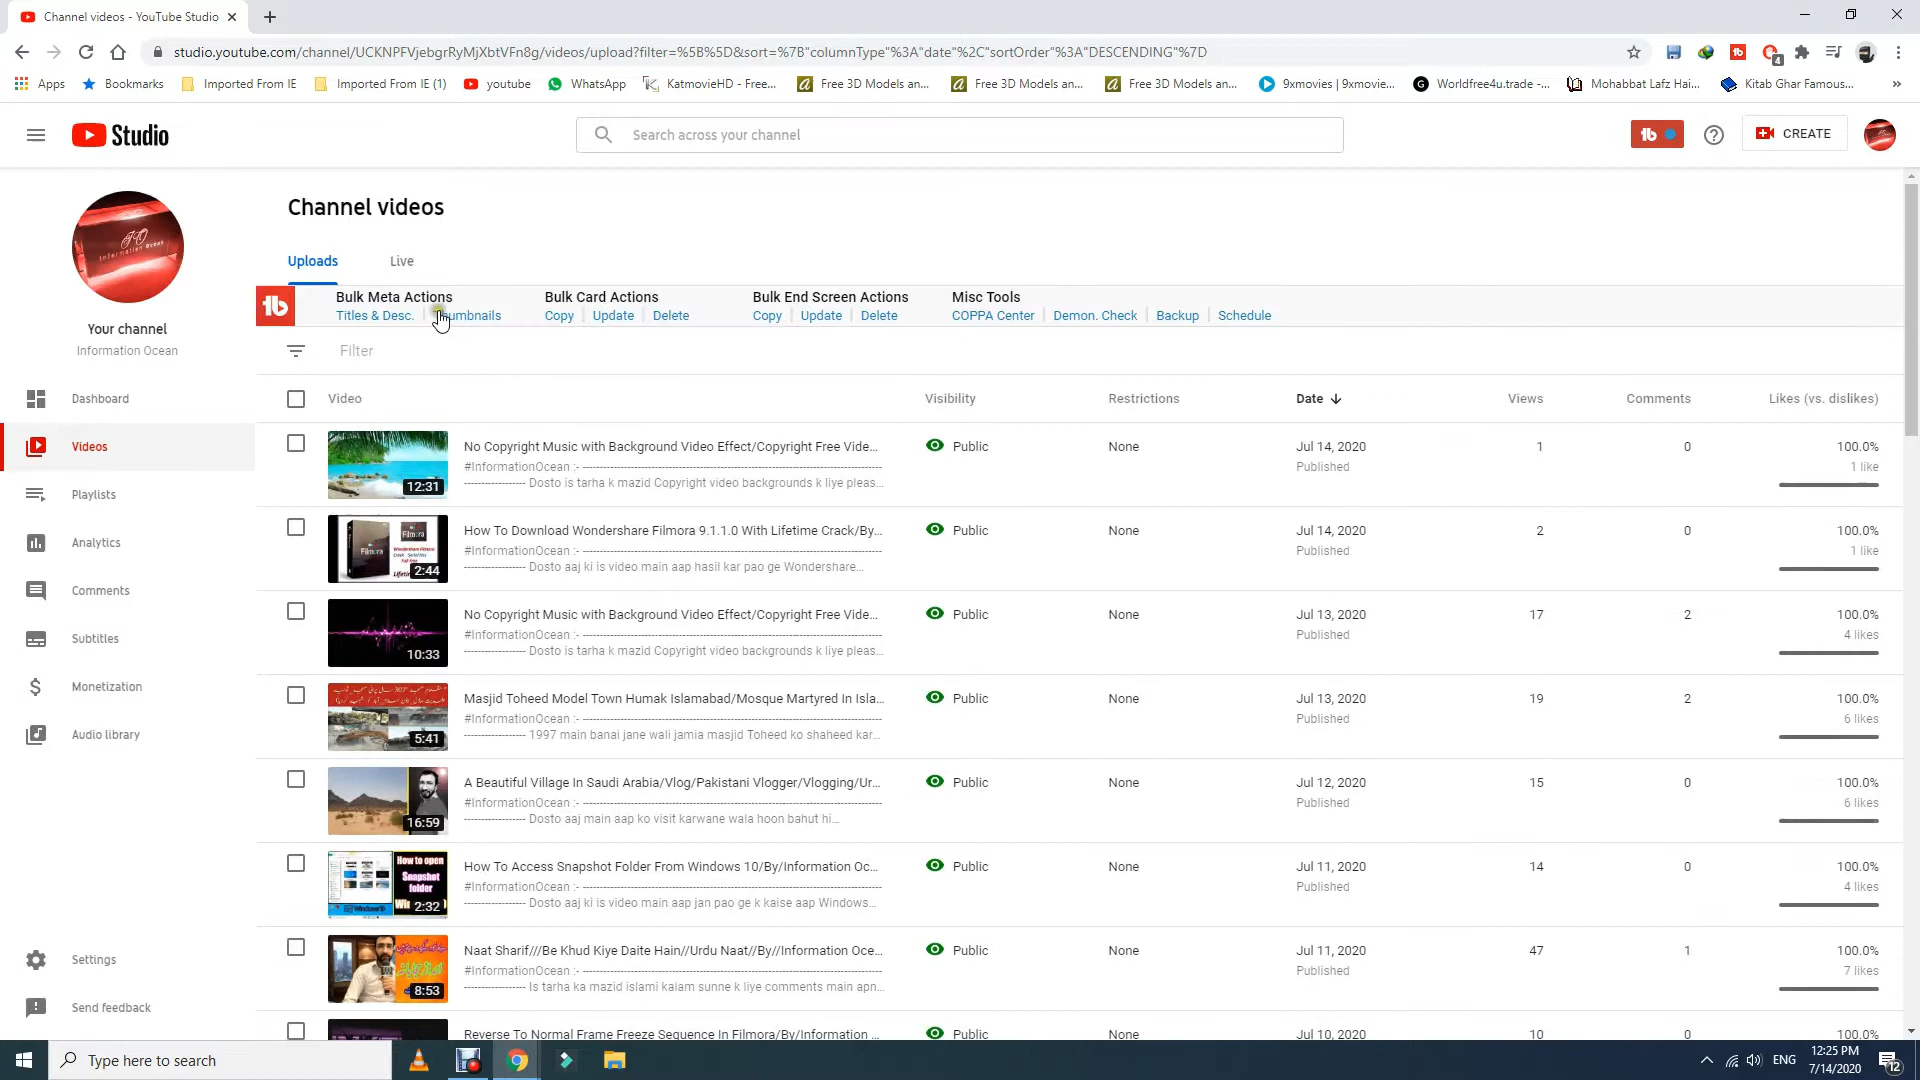 Channel videos - YouTube Studio
studio.youtube.com/channel/UCKNPFVjebgrRyMjXbtVFn8g/videos/upload?filter=%5B%5D&sort=%7B"columnType"%3A"date"%2C"sortOrder"%3A"DESCENDING"%7D
4
Apps Bookmarks Imported From IE Imported From IE (1) youtube WhatsApp KatmovieHD - Free... Free 3D Models an... Free 3D Models an... Free 3D Models an... 9xmovies | 9xmovie... Worldfree4u.trade -... Mohabbat Lafz Hai... Kitab Ghar Famous... »
Studio Search across your channel tb CREATE
Channel videos
Uploads Live
tb
Bulk Meta Actions Bulk Card Actions Bulk End Screen Actions Misc Tools
Titles & Desc. umbnails Copy Update Delete Copy Update Delete COPPA Center Demon. Check Backup Schedule
Filter
Information Ocean
Your channel
Information Ocean
Dashboard
Videos
Playlists
Analytics
Comments
Subtitles
Monetization
Audio library
Settings
Send feedback
Video Visibility Restrictions Date Views Comments Likes (vs. dislikes)
No Copyright Music with Background Video Effect/Copyright Free Vide... Public None Jul 14, 2020 1 0 100.0%
#InformationOcean :- Published 1 like
Dosto is tarha k mazid Copyright video backgrounds k liye pleas...
12:31
How To Download Wondershare Filmora 9.1.1.0 With Lifetime Crack/By... Public None Jul 14, 2020 2 0 100.0%
#InformationOcean :- Published 1 like
Dosto aaj ki is video main aap hasil kar pao ge Wondershare...
2:44
No Copyright Music with Background Video Effect/Copyright Free Vide... Public None Jul 13, 2020 17 2 100.0%
#InformationOcean :- Published 4 likes
Dosto is tarha k mazid Copyright video backgrounds k liye pleas...
10:33
Masjid Toheed Model Town Humak Islamabad/Mosque Martyred In Isla... Public None Jul 13, 2020 19 2 100.0%
#InformationOcean :- Published 6 likes
1997 main banai jane wali jamia masjid Toheed ko shaheed kar...
5:41
A Beautiful Village In Saudi Arabia/Vlog/Pakistani Vlogger/Vlogging/Ur... Public None Jul 12, 2020 15 0 100.0%
#InformationOcean :- Published 6 likes
Dosto aaj main aap ko visit karwane wala hoon bahut hi...
16:59
How To Access Snapshot Folder From Windows 10/By/Information Oc... Public None Jul 11, 2020 14 0 100.0%
#InformationOcean :- Published 4 likes
Dosto aaj ki is video main aap jan pao ge k kaise aap Windows...
How to open
Snapshot
folder
2:32
Naat Sharif///Be Khud Kiye Daite Hain//Urdu Naat//By//Information Oce... Public None Jul 11, 2020 47 1 100.0%
#InformationOcean :- Published 7 likes
Is tarha ka mazid islami kalam sunne k liye comments main apn...
8:53
Reverse To Normal Frame Freeze Sequence In Filmora/By/Information ... Public None Jul 10, 2020 10 0 100.0%
Type here to search ENG 12:25 PM
7/14/2020 12